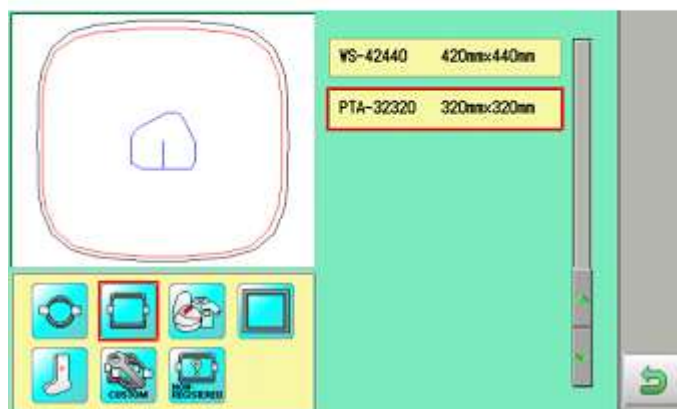 WS-42440 420mm×440mm
PTA-32320 320mm×320mm
CUSTOM
NON
REGISTERED